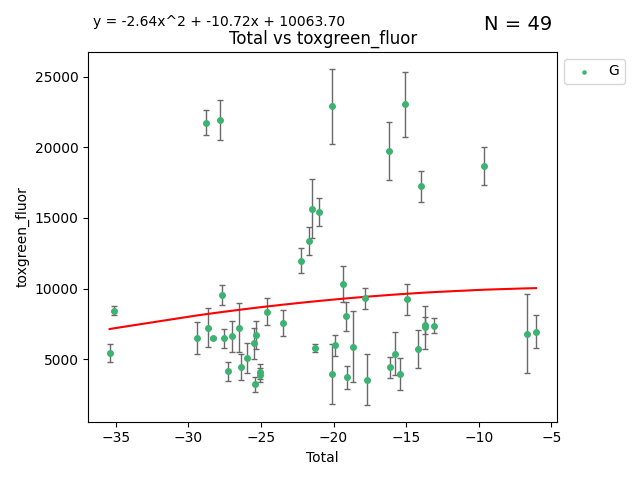 y = -2.64x^2 + -10.72x + 10063.70
N = 49
Total vs toxgreen_fluor
G
25000
20000
15000
10000
5000
toxgreen_fluor
−35 −30 −25 −20 −15 −10 −5
Total